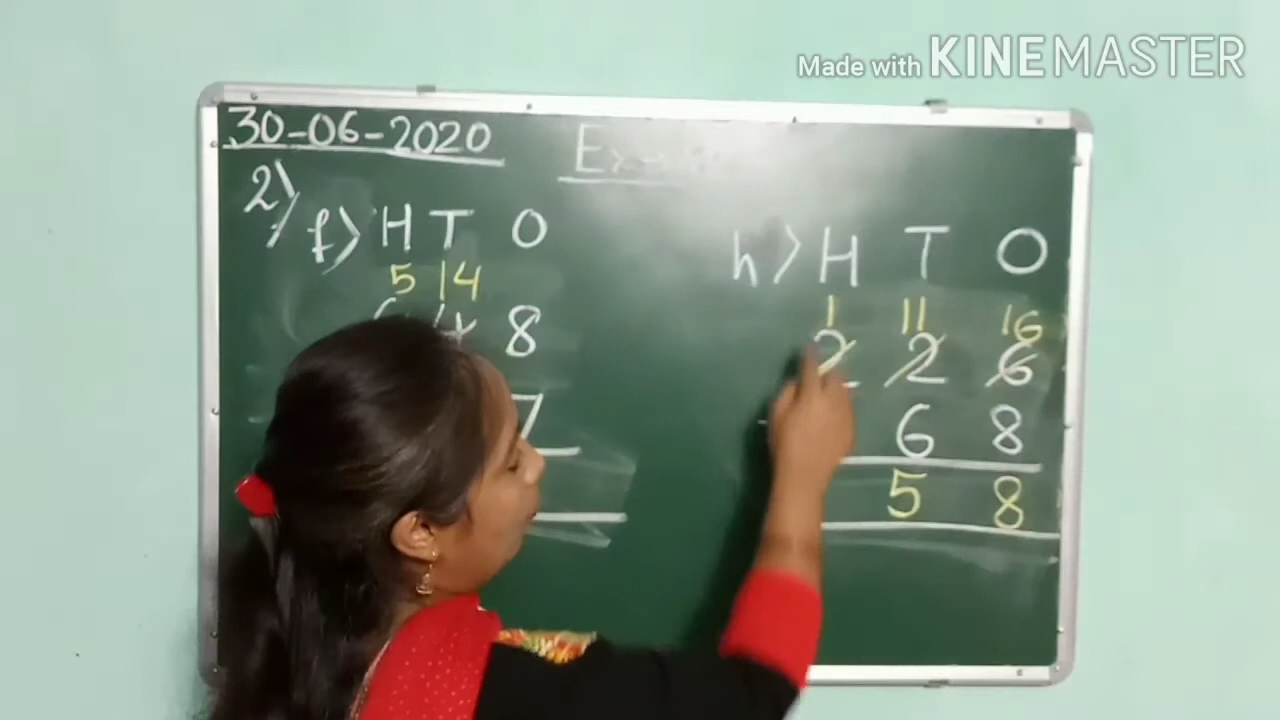 Made with KINEMASTER
30-06-2020
2)
f) H T O
5 14
4 8
7
h) H T O
1 11 16
2 2 6
6 8
5 8